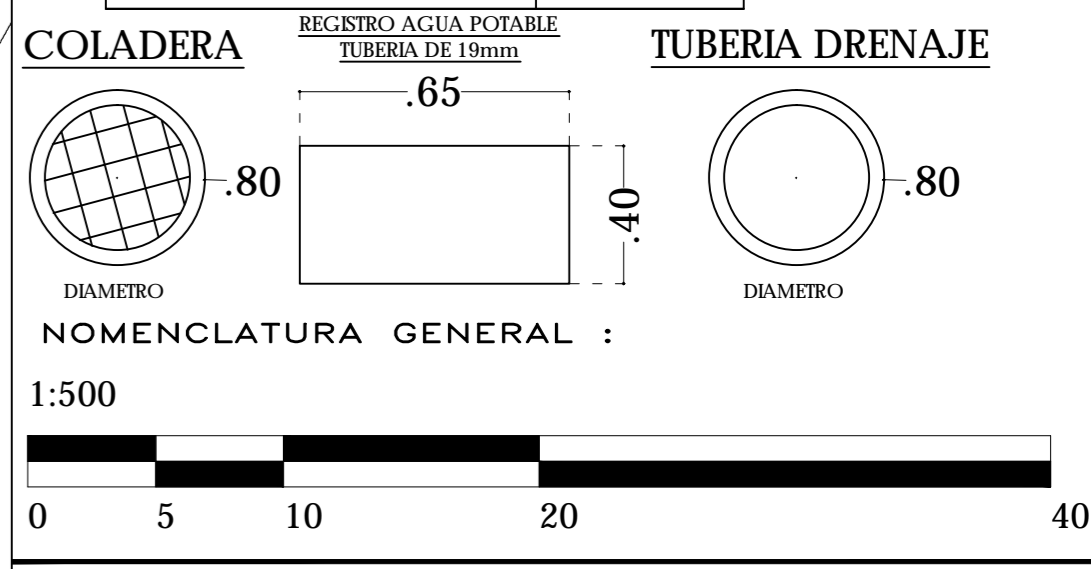 COLADERA
REGISTRO AGUA POTABLE
TUBERIA DE 19mm
TUBERIA DRENAJE
.65
.80
.40
.80
DIAMETRO
DIAMETRO
NOMENCLATURA GENERAL :
1:500
0 5 10 20 40